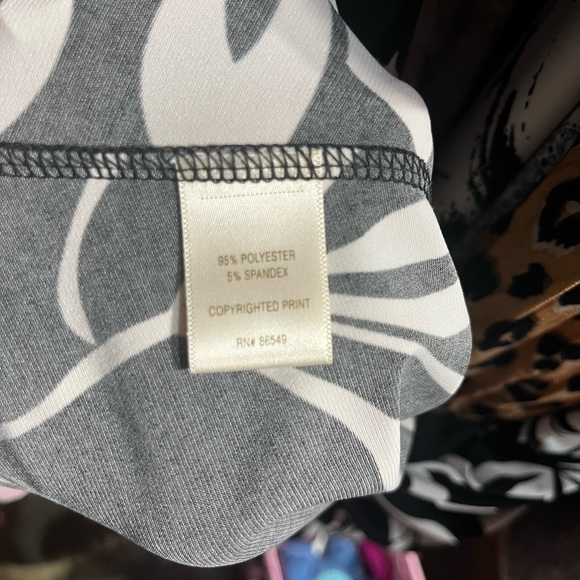 95% POLYESTER
5% SPANDEX
COPYRIGHTED PRINT
RN# 86549